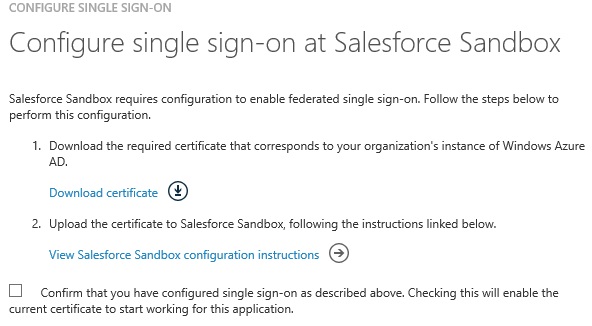 CONFIGURE SINGLE SIGN-ON
Configure single sign-on at Salesforce Sandbox
Salesforce Sandbox requires configuration to enable federated single sign-on. Follow the steps below to
perform this configuration.
1. Download the required certificate that corresponds to your organization's instance of Windows Azure
AD.
Download certificate
2. Upload the certificate to Salesforce Sandbox, following the instructions linked below.
View Salesforce Sandbox configuration instructions
Confirm that you have configured single sign-on as described above. Checking this will enable the
current certificate to start working for this application.